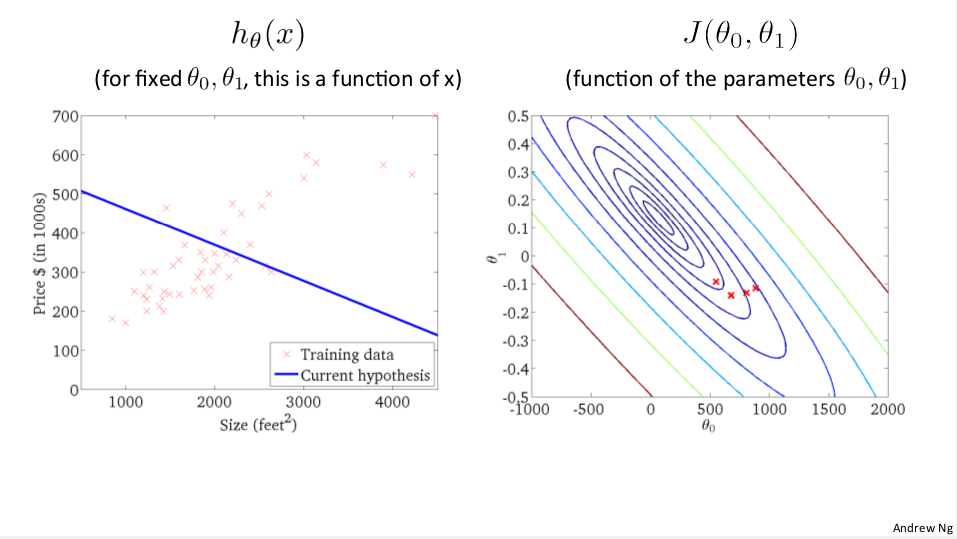 hθ(x)
(for fixed θ0, θ1, this is a function of x)
700
600
500
400
300
200
100
0
Price $ (in 1000s)
Training data
Current hypothesis
1000 2000 3000 4000
Size (feet2)
J(θ0, θ1)
(function of the parameters θ0, θ1)
0.5
0.4
0.3
0.2
0.1
0
-0.1
-0.2
-0.3
-0.4
-0.5
θ1
-1000 -500 0 500 1000 1500 2000
θ0
Andrew Ng